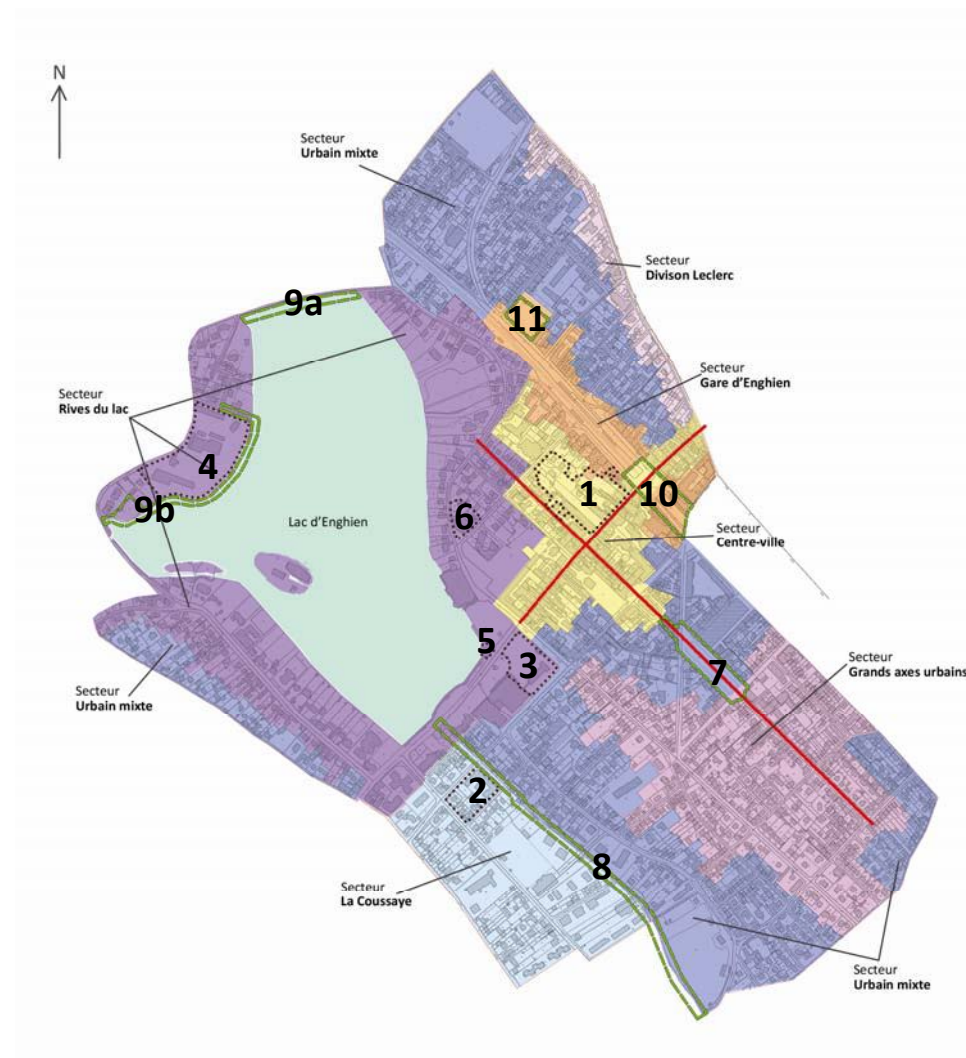 N
Secteur
Urbain mixte
Secteur
Divison Leclerc
9a
11
Secteur
Gare d'Enghien
Secteur
Rives du lac
4
9b
1
10
6
Lac d'Enghien
Secteur
Centre-ville
5
3
7
Secteur
Grands axes urbains
Secteur
Urbain mixte
2
8
Secteur
La Coussaye
Secteur
Urbain mixte